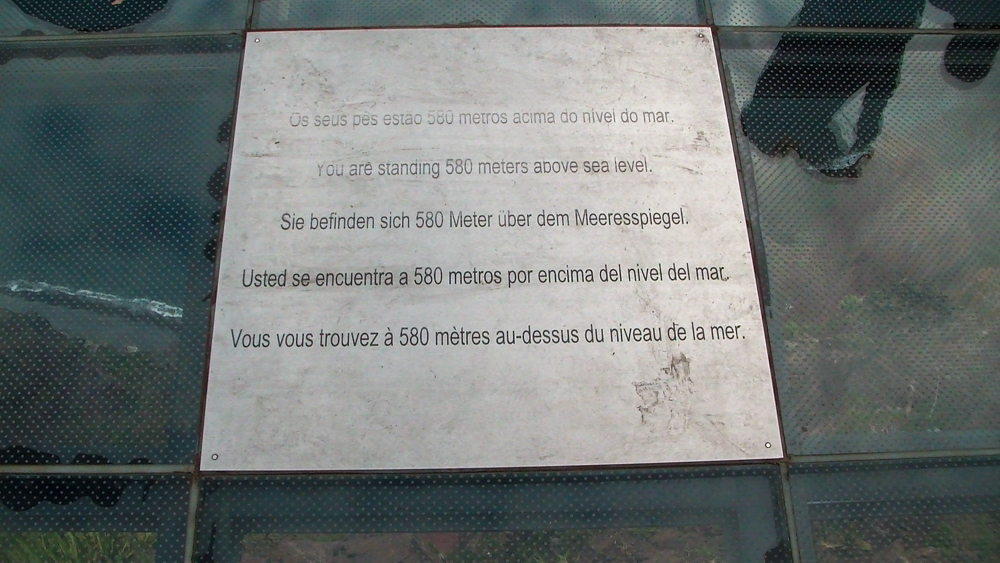 Os seus pés estão 580 metros acima do nível do mar.
You are standing 580 meters above sea level.
Sie befinden sich 580 Meter über dem Meeresspiegel.
Usted se encuentra a 580 metros por encima del nivel del mar.
Vous vous trouvez à 580 mètres au-dessus du niveau de la mer.